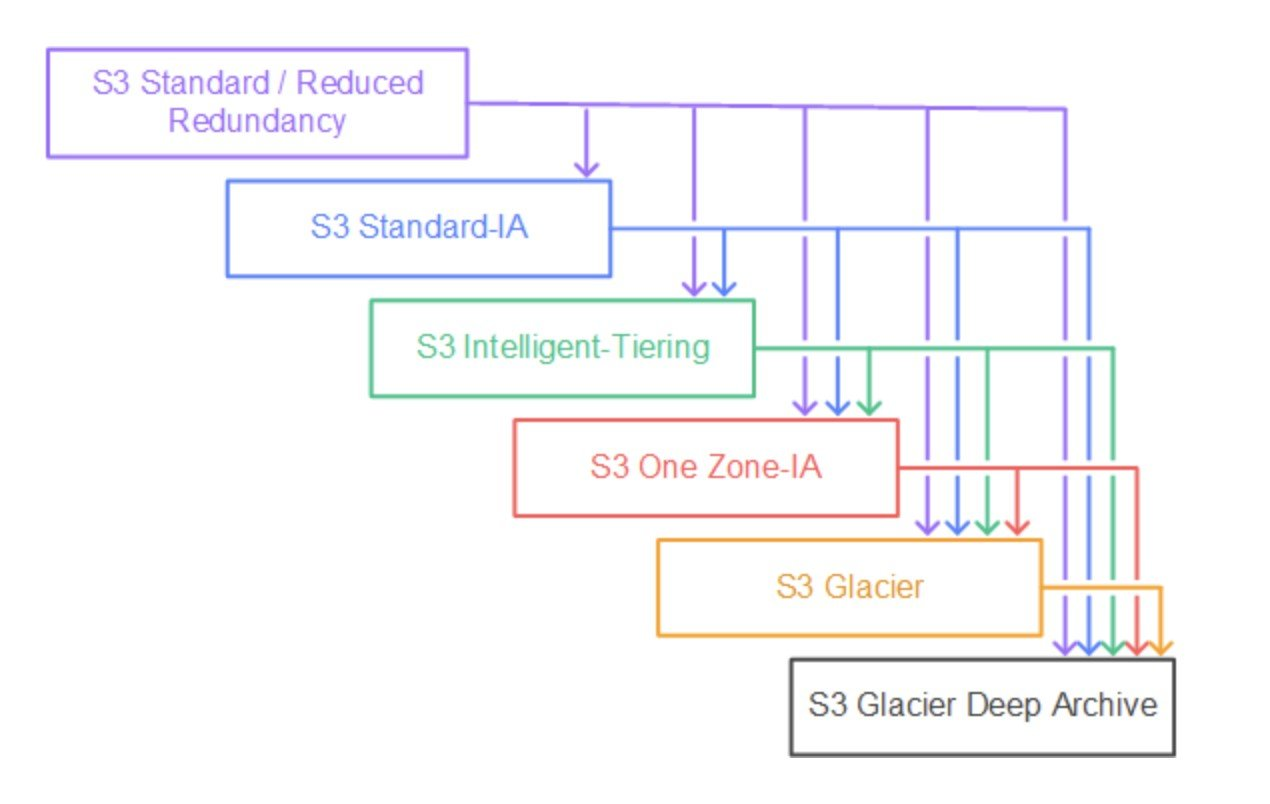 S3 Standard / Reduced
Redundancy
S3 Standard-IA
S3 Intelligent-Tiering
S3 One Zone-IA
S3 Glacier
S3 Glacier Deep Archive